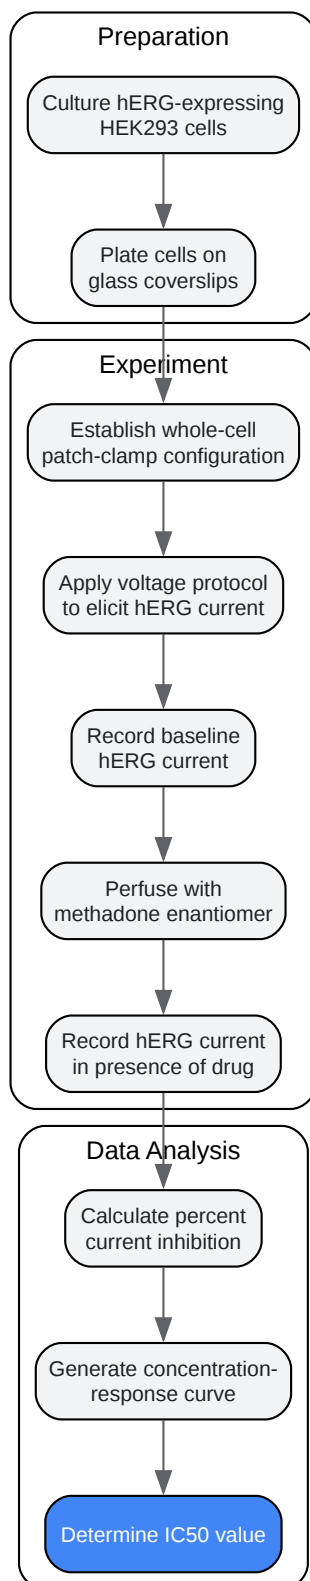 Preparation
Culture hERG-expressing
HEK293 cells
Plate cells on
glass coverslips
Experiment
Establish whole-cell
patch-clamp configuration
Apply voltage protocol
to elicit hERG current
Record baseline
hERG current
Perfuse with
methadone enantiomer
Record hERG current
in presence of drug
Data Analysis
Calculate percent
current inhibition
Generate concentration-
response curve
Determine IC50 value